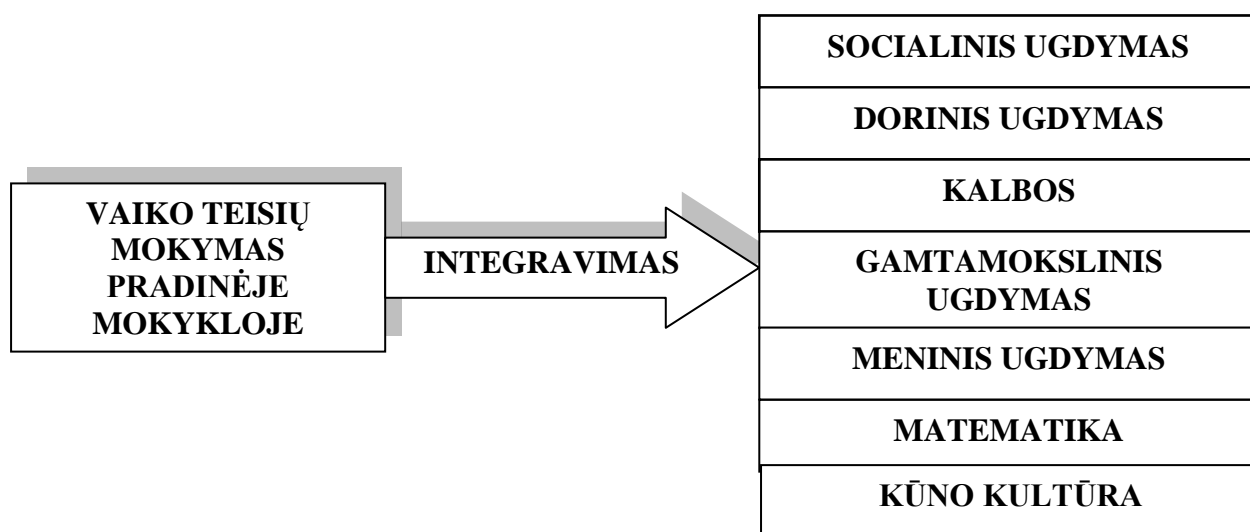 VAIKO TEISIŲ
MOKYMAS
PRADINĖJE
MOKYKLOJE
INTEGRAVIMAS
SOCIALINIS UGDYMAS
DORINIS UGDYMAS
KALBOS
GAMTAMOKSLINIS
UGDYMAS
MENINIS UGDYMAS
MATEMATIKA
KŪNO KULTŪRA